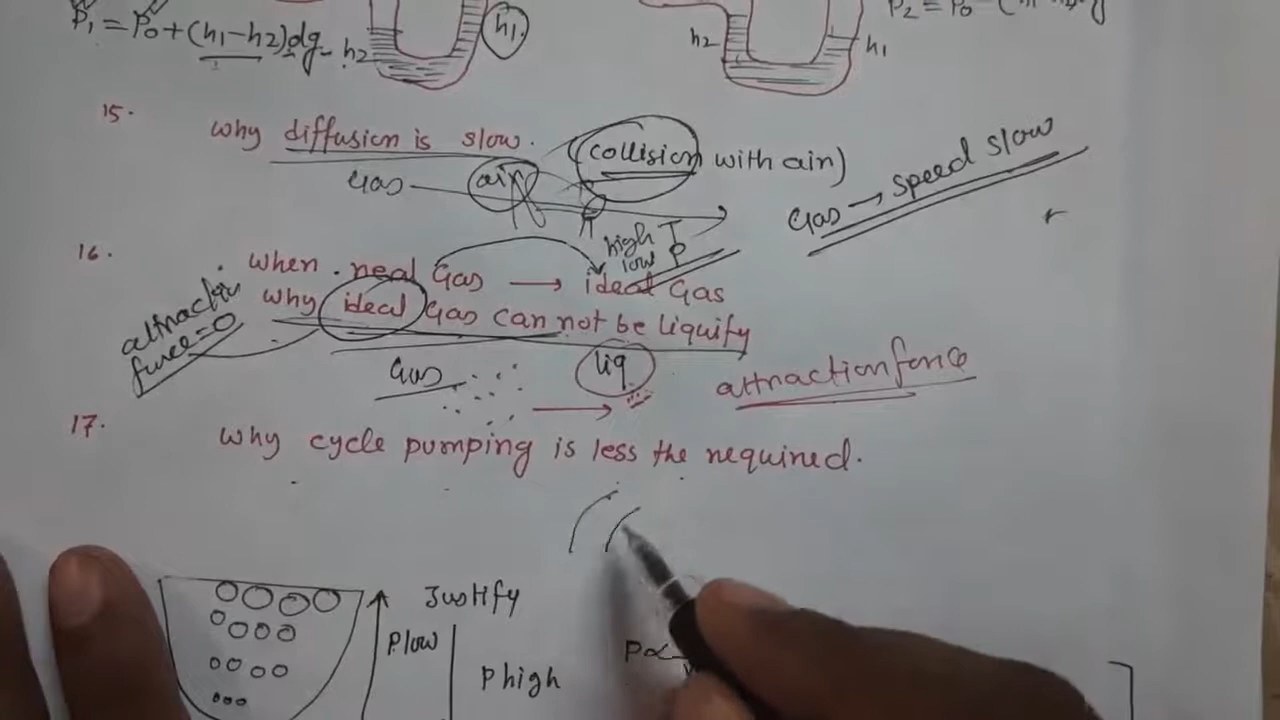 P₁ = P₀ + (h₁-h₂)dg
h₂
h₁
h₂
h₁
P₂ = P₀ -
15.
why diffusion is slow. (collision with air)
Gas air
Gas → speed slow
high T
low P
16.
when real Gas → ideal Gas
why ideal Gas can not be liquify
attraction
force=0
Gas → liq
attraction force
17.
why cycle pumping is less the required.
Justify
P low
P high
P∝